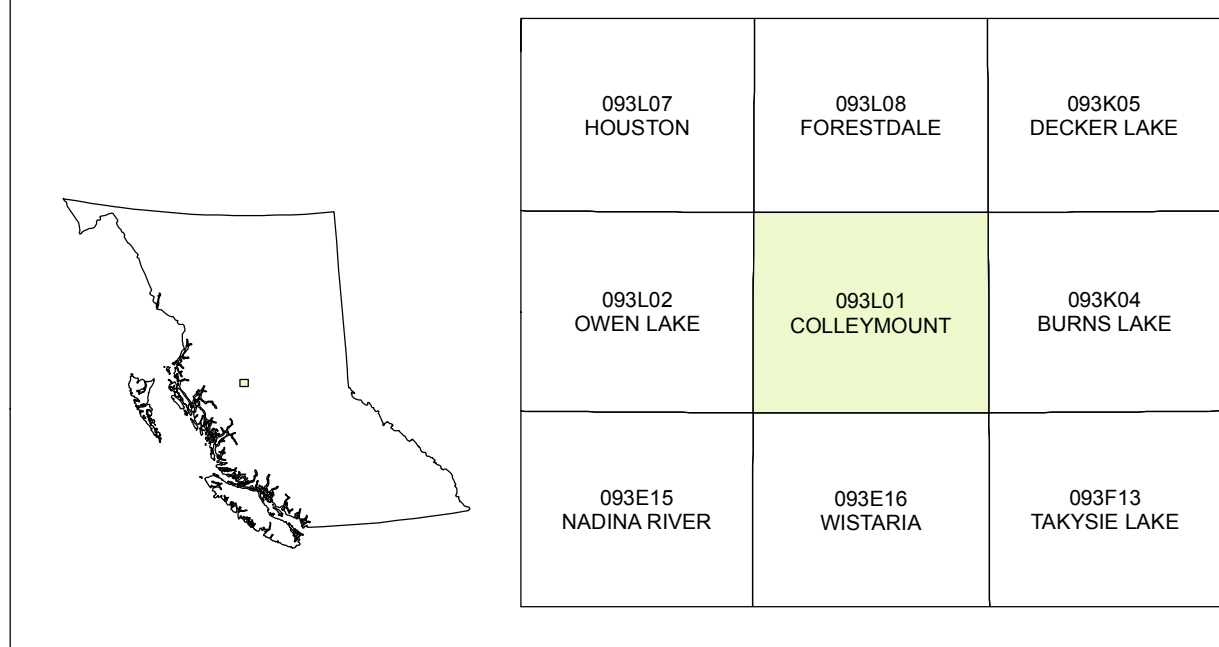 093L07
HOUSTON
093L08
FORESTDALE
093K05
DECKER LAKE
093L02
OWEN LAKE
093L01
COLLEYMOUNT
093K04
BURNS LAKE
093E15
NADINA RIVER
093E16
WISTARIA
093F13
TAKYSIE LAKE